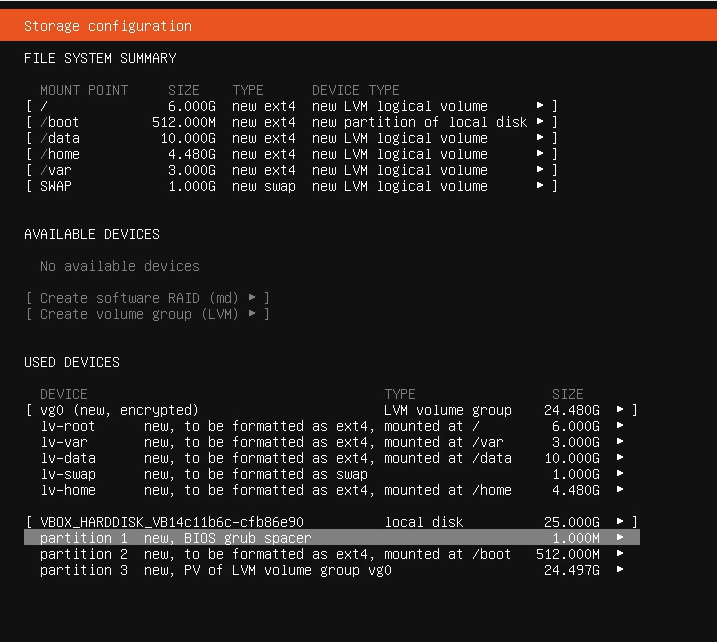 Storage configuration
FILE SYSTEM SUMMARY
MOUNT POINT SIZE TYPE DEVICE TYPE
[ / 6.000G new ext4 new LVM logical volume ▸ ]
[ /boot 512.000M new ext4 new partition of local disk ▸ ]
[ /data 10.000G new ext4 new LVM logical volume ▸ ]
[ /home 4.480G new ext4 new LVM logical volume ▸ ]
[ /var 3.000G new ext4 new LVM logical volume ▸ ]
[ SWAP 1.000G new swap new LVM logical volume ▸ ]
AVAILABLE DEVICES
No available devices
[ Create software RAID (md) ▸ ]
[ Create volume group (LVM) ▸ ]
USED DEVICES
DEVICE TYPE SIZE
[ vg0 (new, encrypted) LVM volume group 24.480G ▸ ]
lv-root new, to be formatted as ext4, mounted at / 6.000G ▸
lv-var new, to be formatted as ext4, mounted at /var 3.000G ▸
lv-data new, to be formatted as ext4, mounted at /data 10.000G ▸
lv-swap new, to be formatted as swap 1.000G ▸
lv-home new, to be formatted as ext4, mounted at /home 4.480G ▸
[ VBOX_HARDDISK_VB14c11b6c-cfb86e90 local disk 25.000G ▸ ]
partition 1 new, BIOS grub spacer 1.000M ▸
partition 2 new, to be formatted as ext4, mounted at /boot 512.000M ▸
partition 3 new, PV of LVM volume group vg0 24.497G ▸